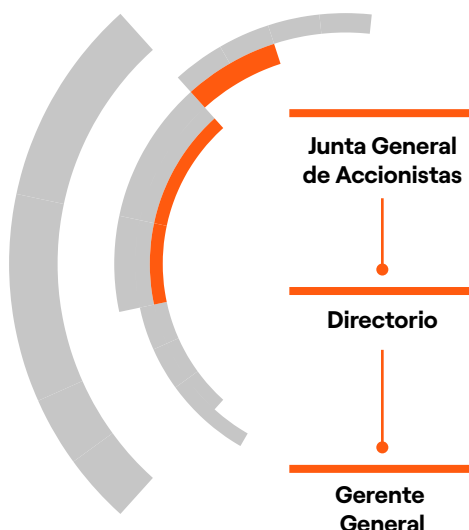 Junta General
de Accionistas
Directorio
Gerente
General